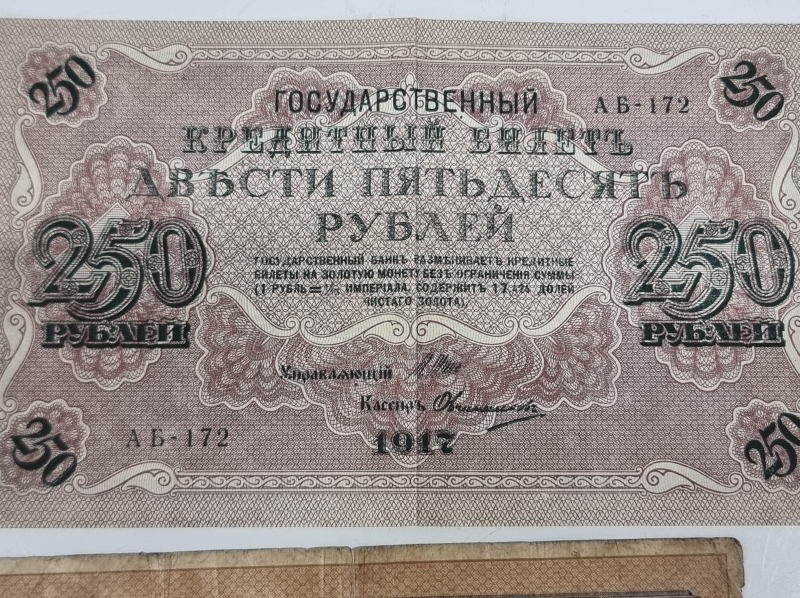 250
250
ГОСУДАРСТВЕННЫЙ
АБ-172
КРЕДИТНЫЙ БИЛЕТЪ
ДВѢСТИ ПЯТЬДЕСЯТЪ
РУБЛЕЙ
250
РУБЛЕЙ
250
РУБЛЕЙ
ГОСУДАРСТВЕННЫЙ БАНКЪ РАЗМѢНИВАЕТЪ КРЕДИТНЫЕ
БИЛЕТЫ НА ЗОЛОТУЮ МОНЕТУ БЕЗЪ ОГРАНИЧЕНІЯ СУММЫ
(1 РУБЛЬ = 1/15 ИМПЕРІАЛА, СОДЕРЖИТЪ 17,424 ДОЛЕЙ
ЧИСТАГО ЗОЛОТА).
Управляющій
Кассиръ
АБ-172
1917
250
250